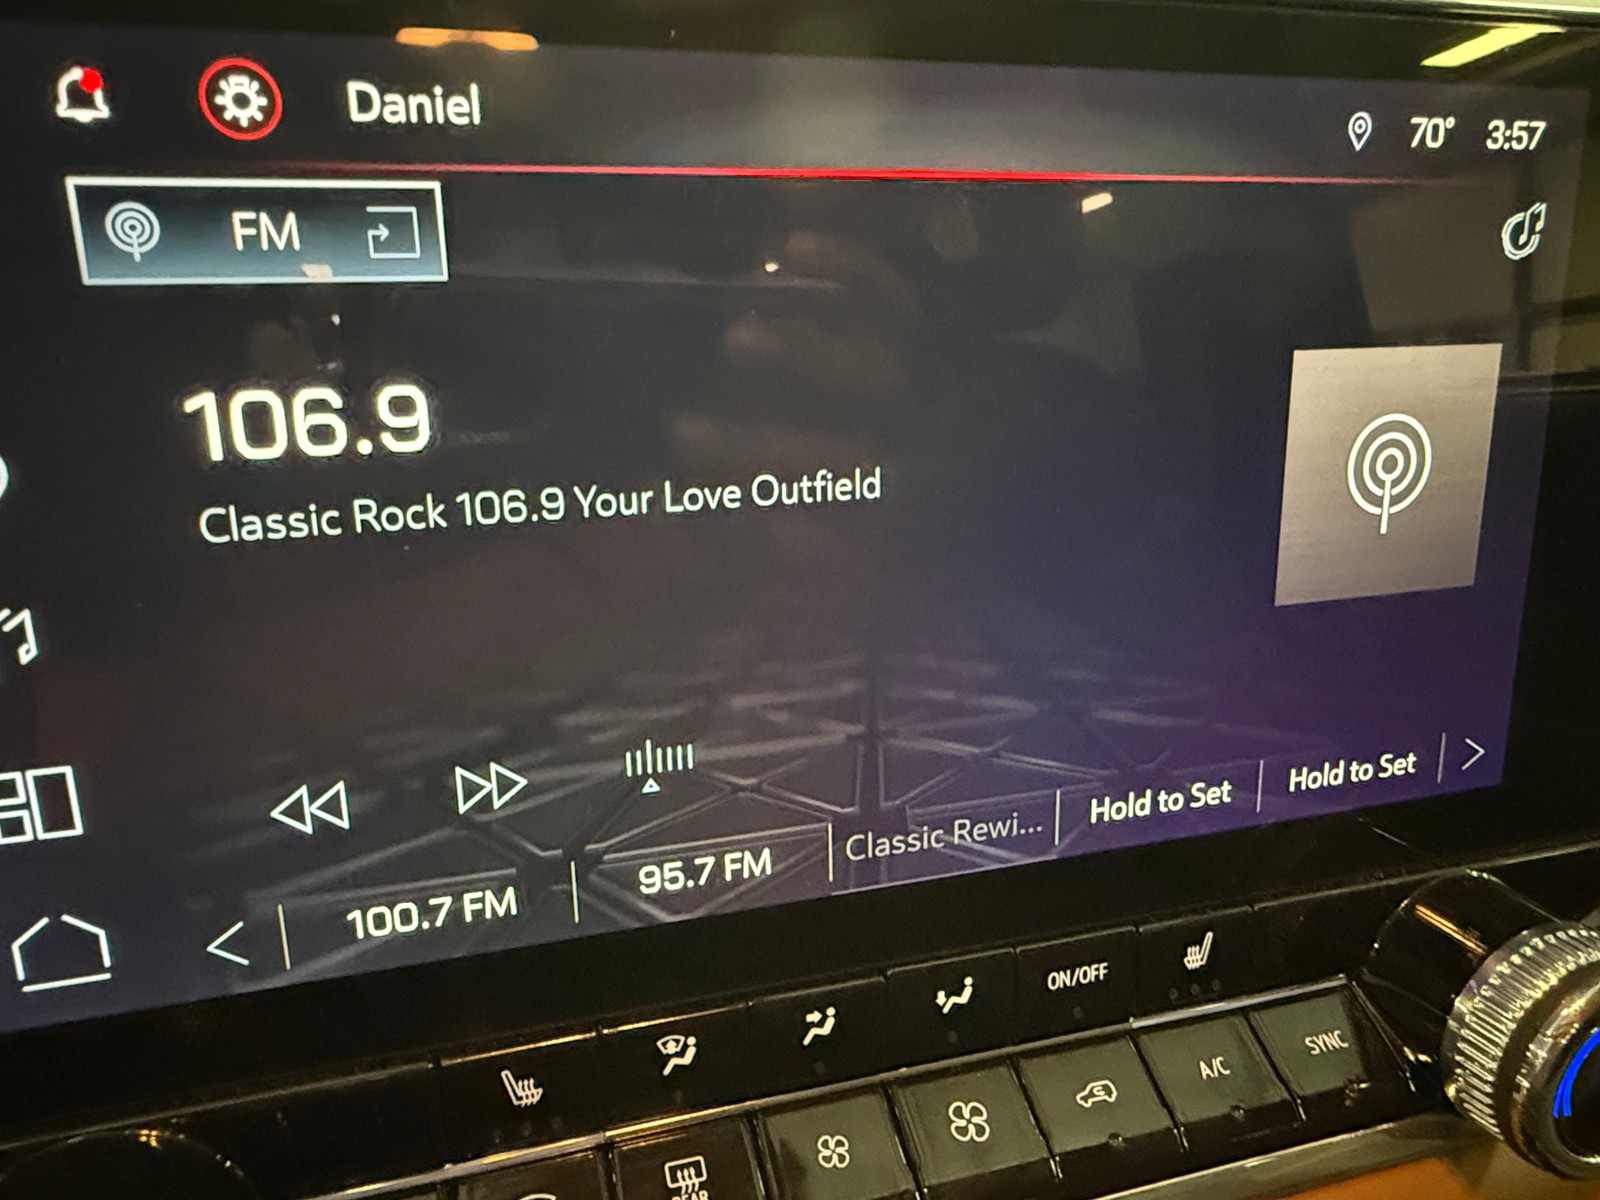 Daniel
70° 3:57
FM
106.9
Classic Rock 106.9 Your Love Outfield
100.7 FM
95.7 FM
Classic Rewi...
Hold to Set
Hold to Set
ON/OFF
A/C
SYNC
REAR